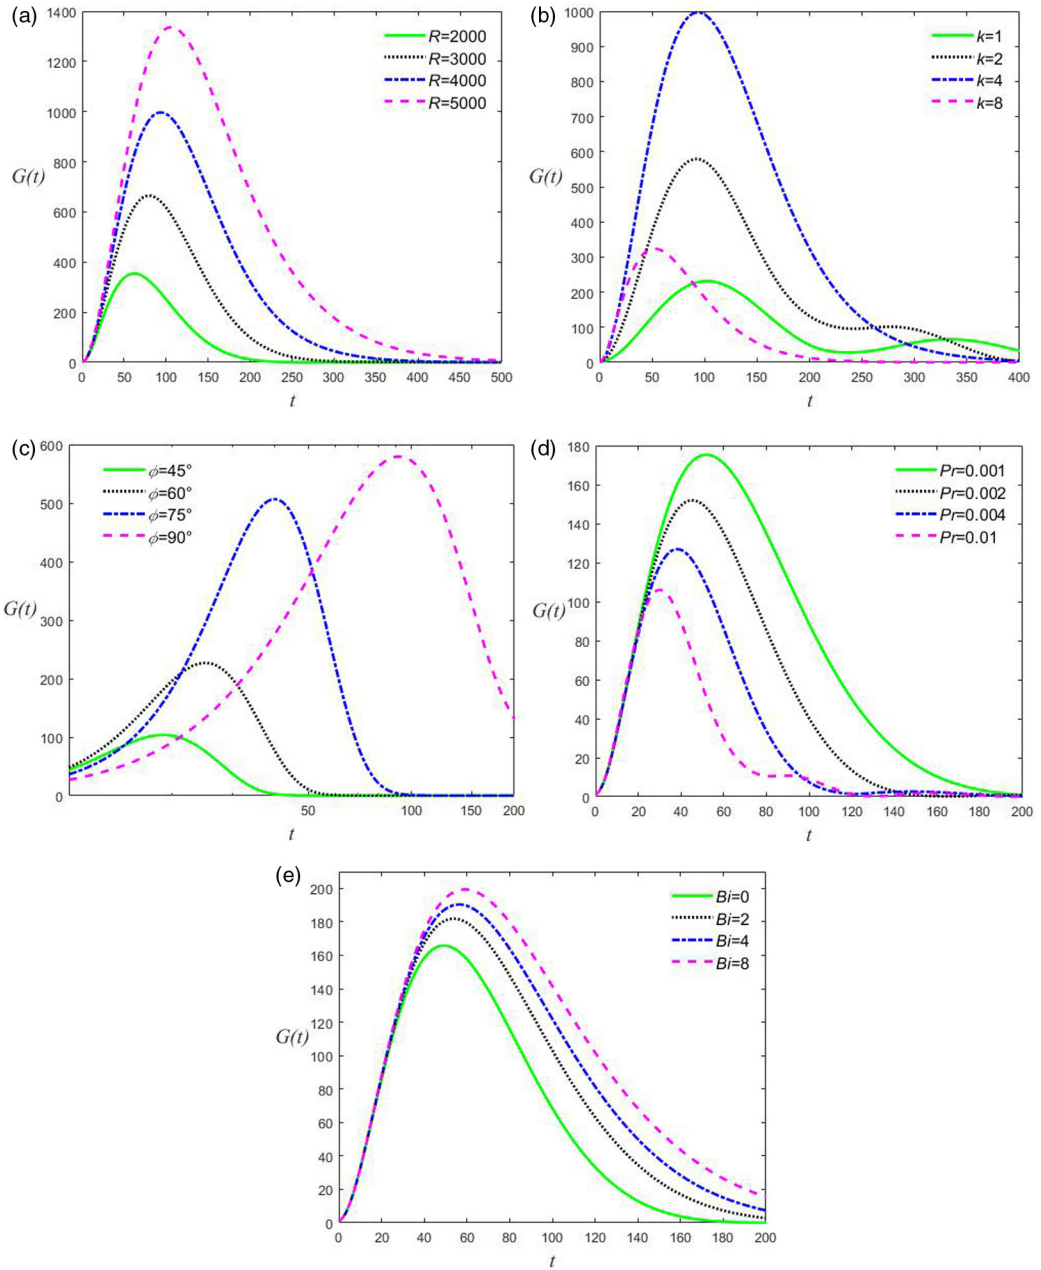 (a)
1400
1200
1000
800
600
400
200
0
G(t)
R=2000
R=3000
R=4000
R=5000
0 50 100 150 200 250 300 350 400 450 500
t
(b)
1000
900
800
700
600
500
400
300
200
100
0
G(t)
k=1
k=2
k=4
k=8
0 50 100 150 200 250 300 350 400
t
(c)
600
500
400
300
200
100
0
G(t)
ϕ=45°
ϕ=60°
ϕ=75°
ϕ=90°
50 100 150 200
t
(d)
180
160
140
120
100
80
60
40
20
0
G(t)
Pr=0.001
Pr=0.002
Pr=0.004
Pr=0.01
0 20 40 60 80 100 120 140 160 180 200
t
(e)
200
180
160
140
120
100
80
60
40
20
0
G(t)
Bi=0
Bi=2
Bi=4
Bi=8
0 20 40 60 80 100 120 140 160 180 200
t